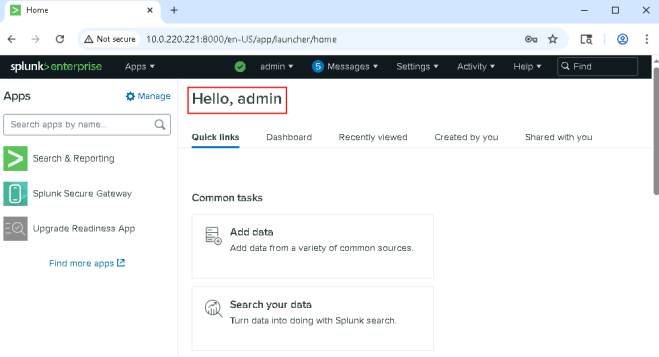 Home
Not secure 10.0.220.221:8000/en-US/app/launcher/home
splunk>enterprise Apps admin 5 Messages Settings Activity Help Find
Apps Manage
Hello, admin
Search apps by name...
Quick links Dashboard Recently viewed Created by you Shared with you
Search & Reporting
Splunk Secure Gateway
Upgrade Readiness App
Find more apps
Common tasks
Add data
Add data from a variety of common sources.
Search your data
Turn data into doing with Splunk search.